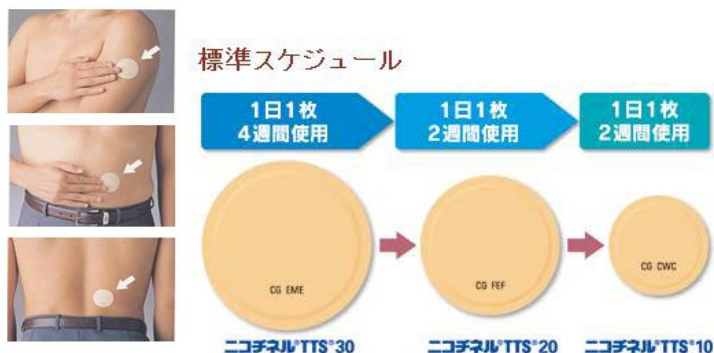 標準スケジュール
1日1枚
4週間使用
1日1枚
2週間使用
1日1枚
2週間使用
CG EME
CG FEF
CG CWC
ニコチネル®TTS®30
ニコチネル®TTS®20
ニコチネル®TTS®10